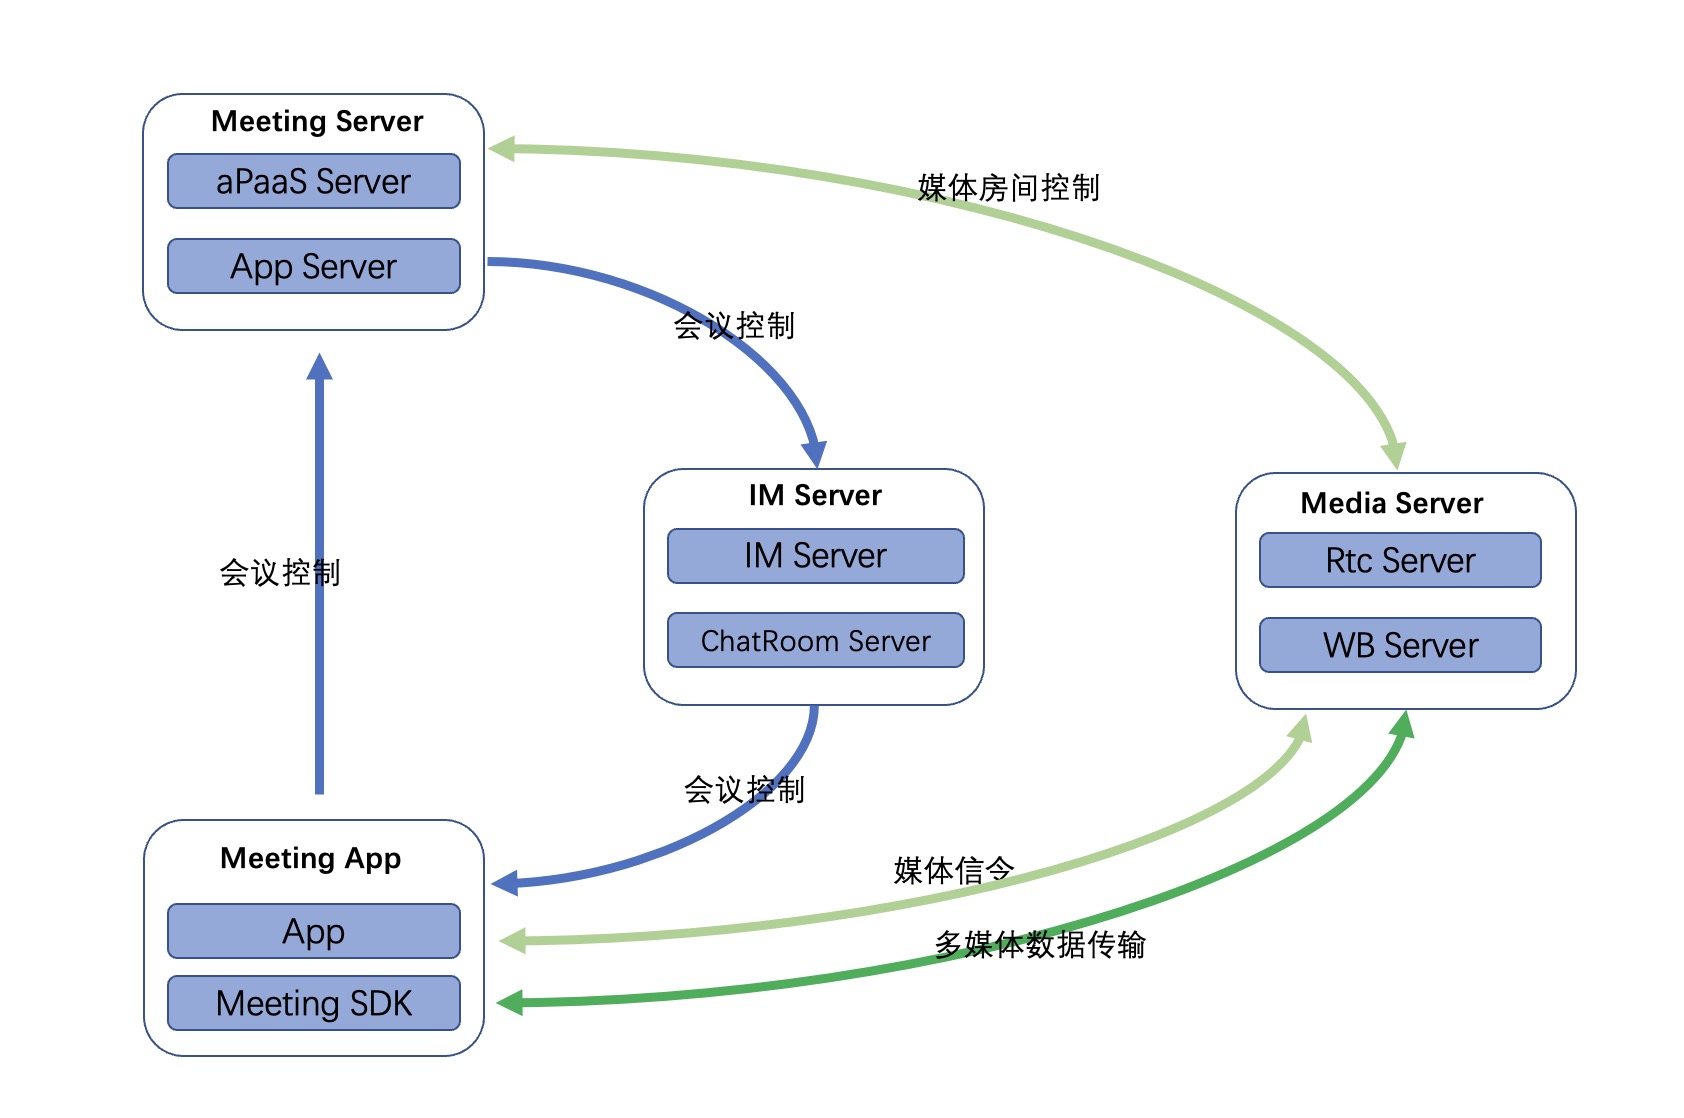 Meeting Server
aPaaS Server
App Server
媒体房间控制
会议控制
会议控制
IM Server
IM Server
ChatRoom Server
Media Server
Rtc Server
WB Server
会议控制
Meeting App
App
Meeting SDK
媒体信令
多媒体数据传输